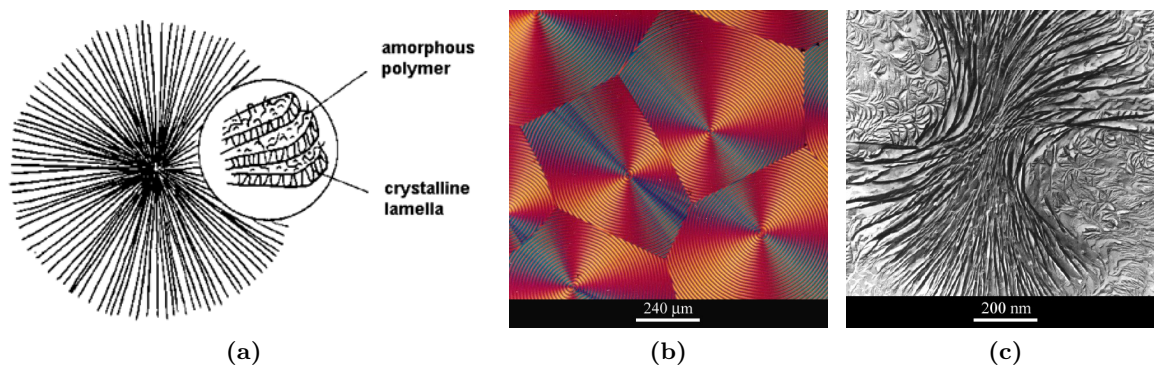 amorphous
polymer
crystalline
lamella
240 μm
200 nm
(a)
(b)
(c)